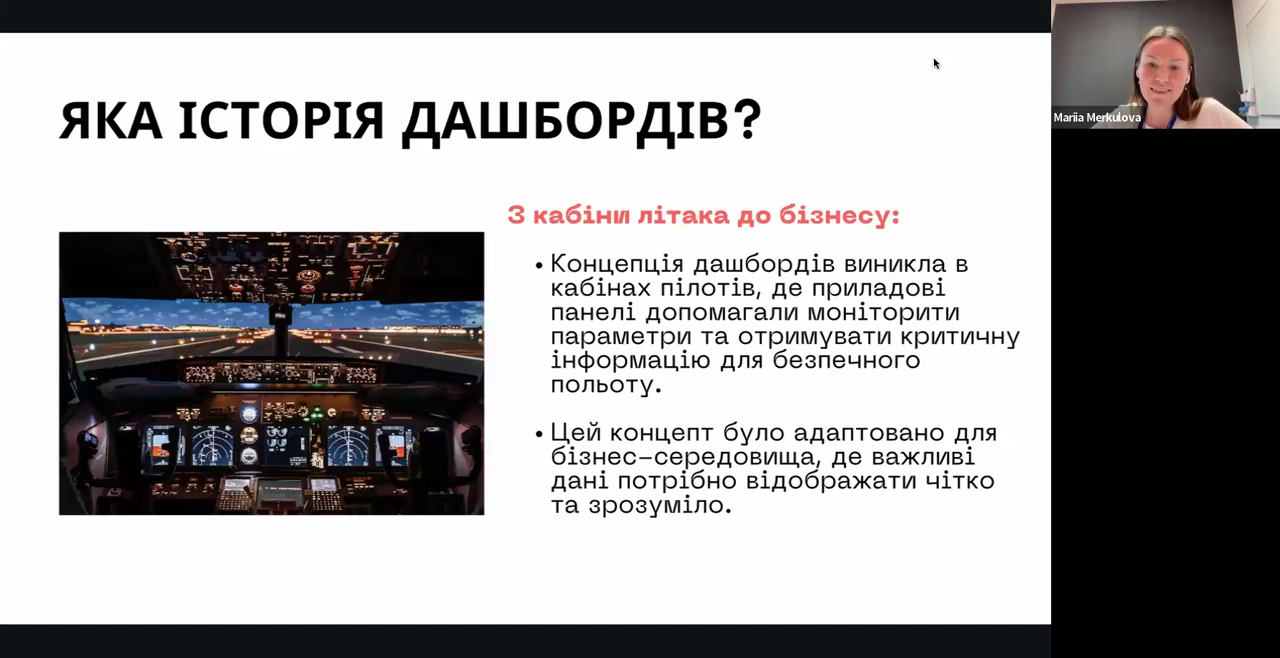 ЯКА ІСТОРІЯ ДАШБОРДІВ?
З кабіни літака до бізнесу:
• Концепція дашбордів виникла в
кабінах пілотів, де приладові
панелі допомагали моніторити
параметри та отримувати критичну
інформацію для безпечного
польоту.
• Цей концепт було адаптовано для
бізнес-середовища, де важливі
дані потрібно відображати чітко
та зрозуміло.
Mariia Merkulova